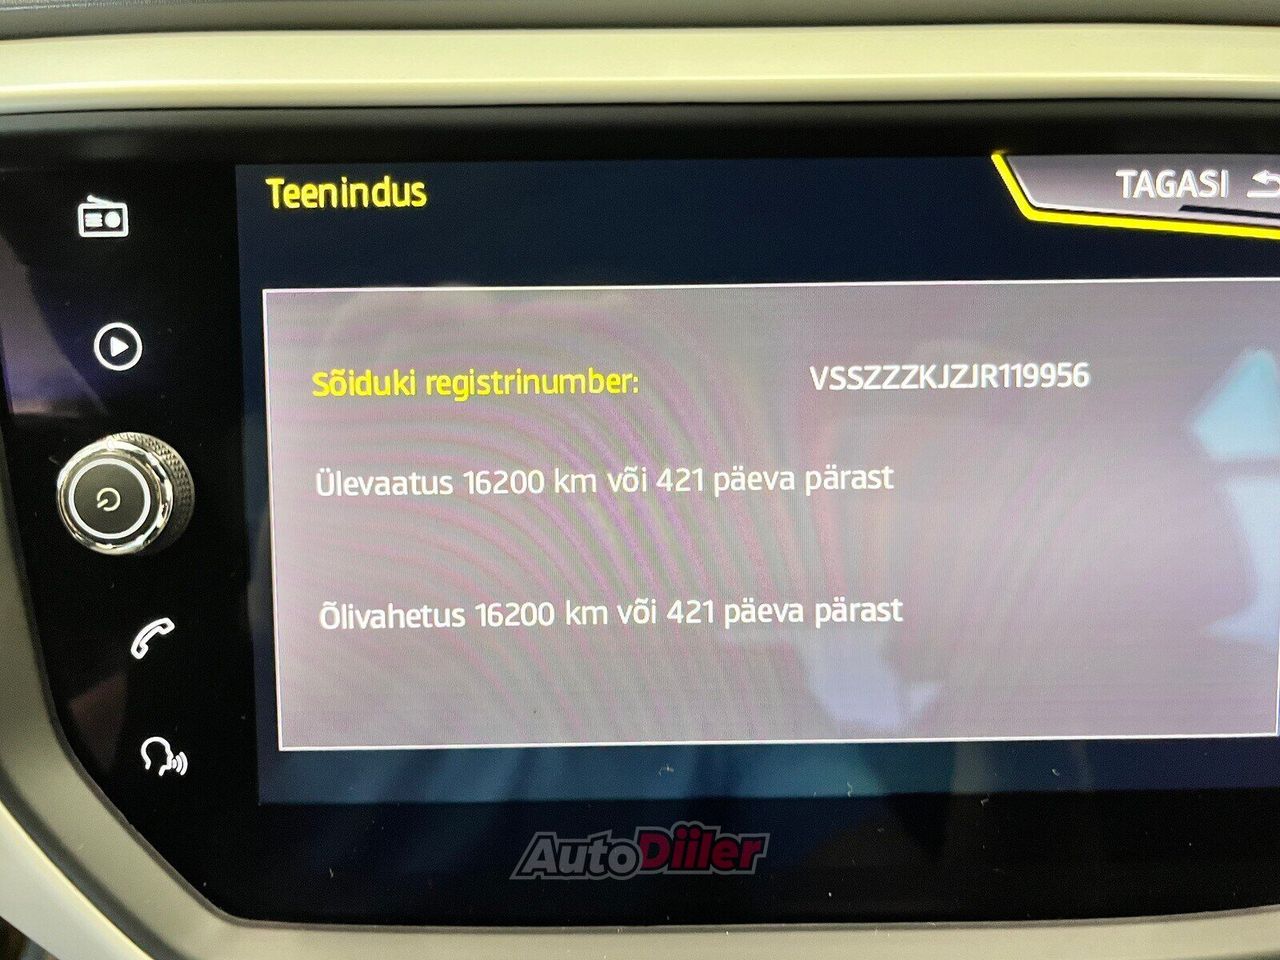 Teenindus
TAGASI
Sõiduki registrinumber: VSSZZZKJZJR119956
Ülevaatus 16200 km või 421 päeva pärast
Õlivahetus 16200 km või 421 päeva pärast
AutoDiiler